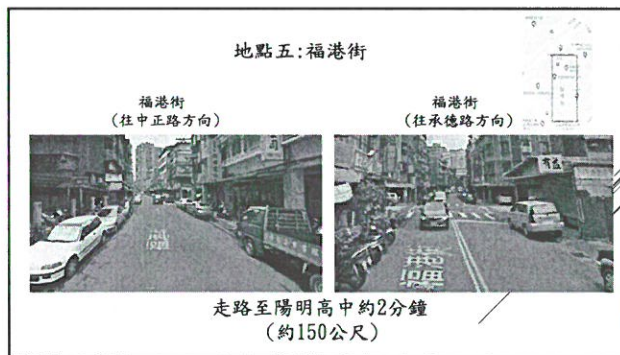 地點五:福港街
福港街
(往中正路方向)
福港街
(往承德路方向)
走路至陽明高中約2分鐘
(約150公尺)